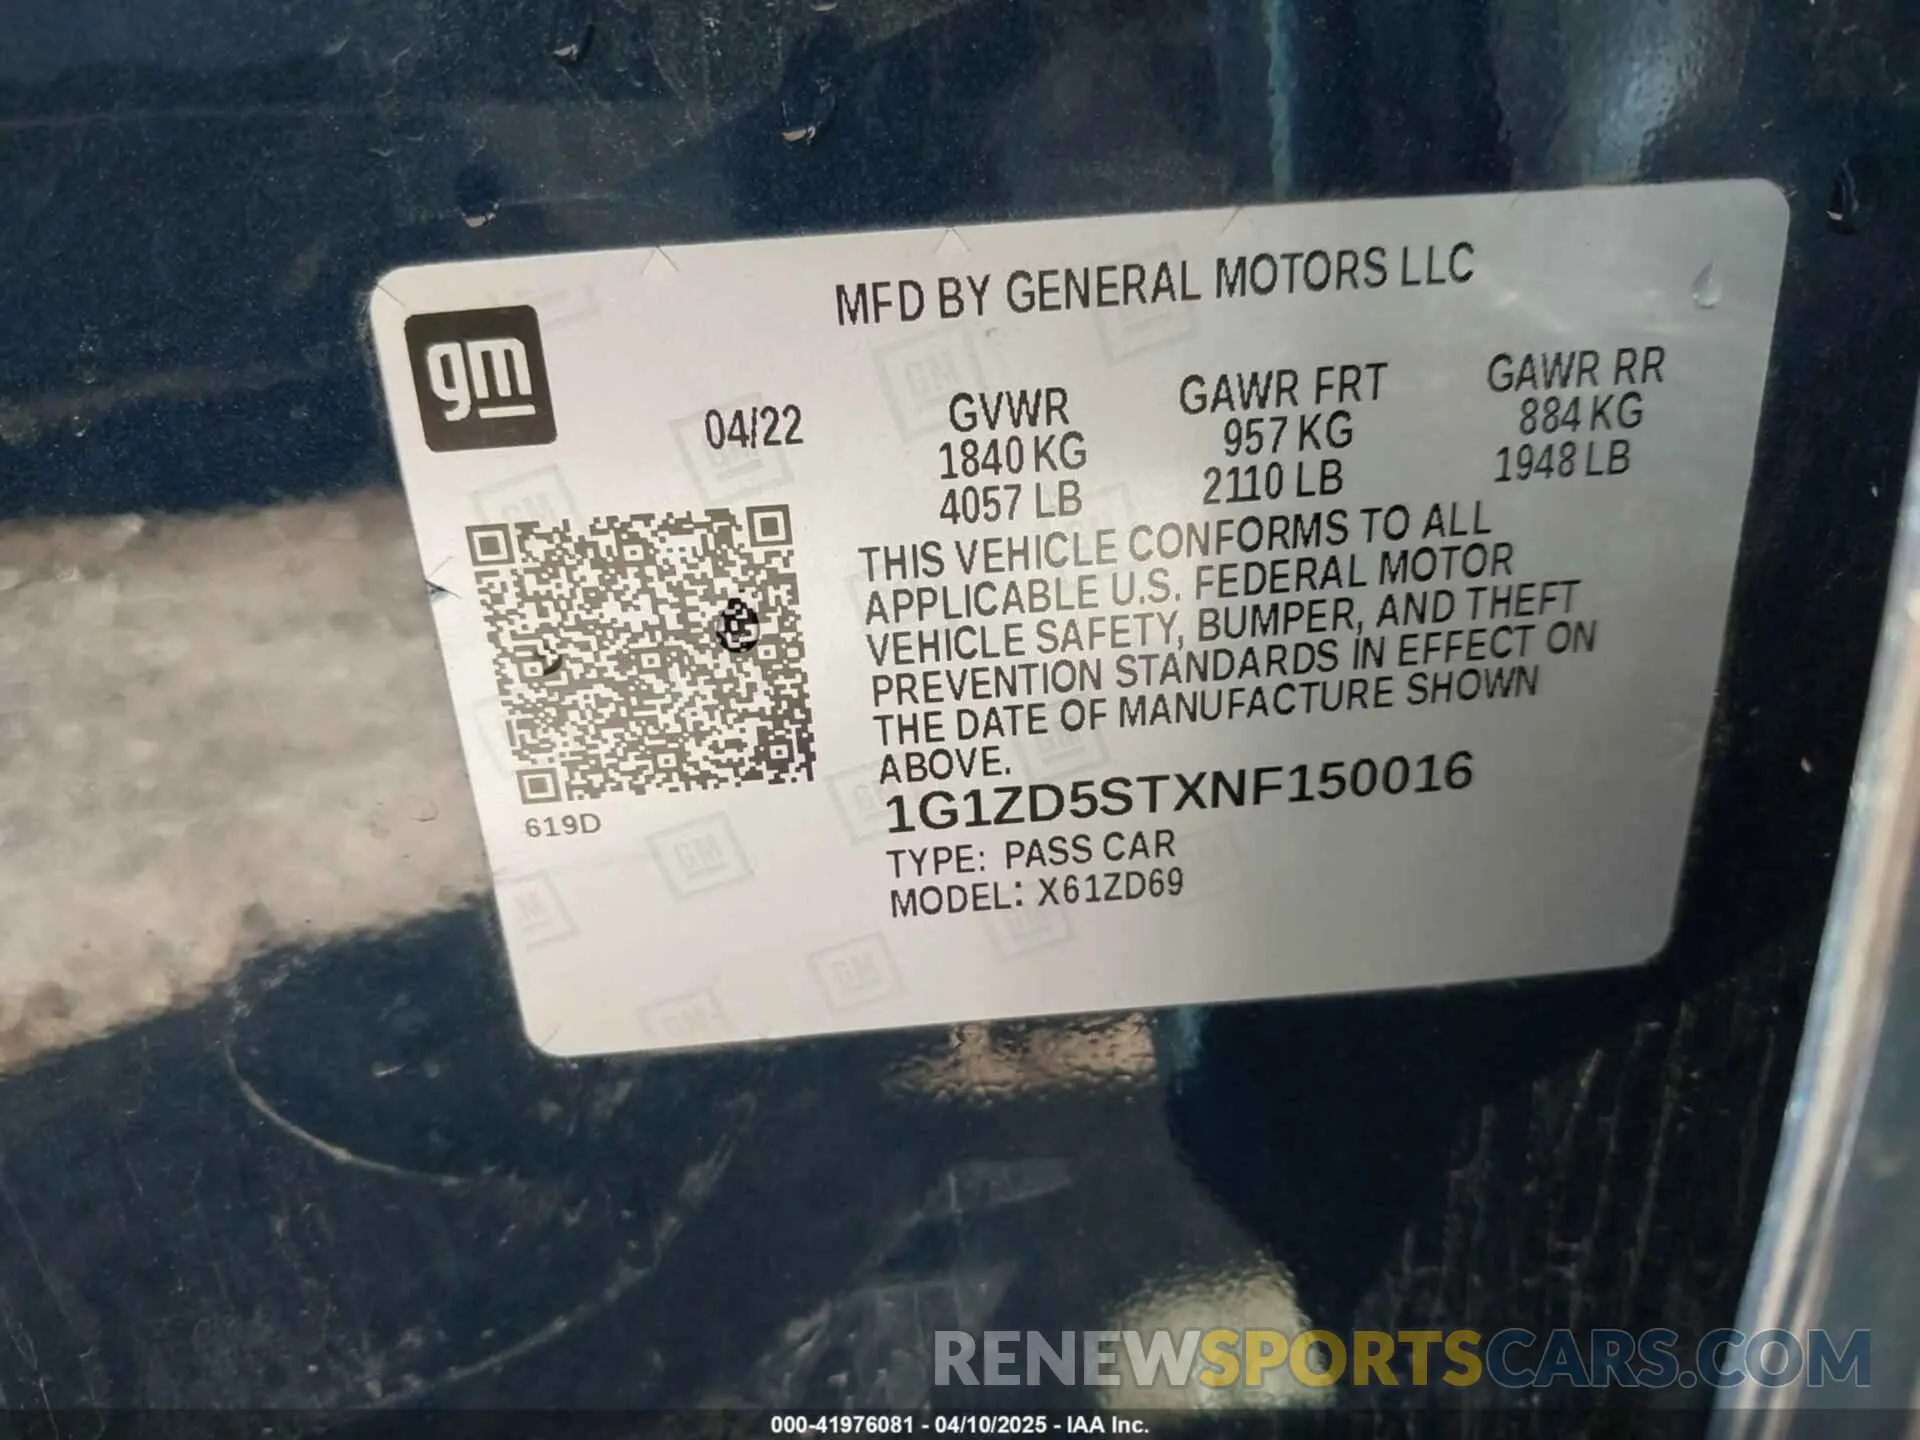 MFD BY GENERAL MOTORS LLC
gm
04/22
GVWR GAWR FRT GAWR RR
1840 KG 957 KG 884 KG
4057 LB 2110 LB 1948 LB
THIS VEHICLE CONFORMS TO ALL
APPLICABLE U.S. FEDERAL MOTOR
VEHICLE SAFETY, BUMPER, AND THEFT
PREVENTION STANDARDS IN EFFECT ON
THE DATE OF MANUFACTURE SHOWN
ABOVE.
1G1ZD5STXNF150016
619D
TYPE: PASS CAR
MODEL: X61ZD69
RENEWSPORTSCARS.COM
000-41976081 - 04/10/2025 - IAA Inc.